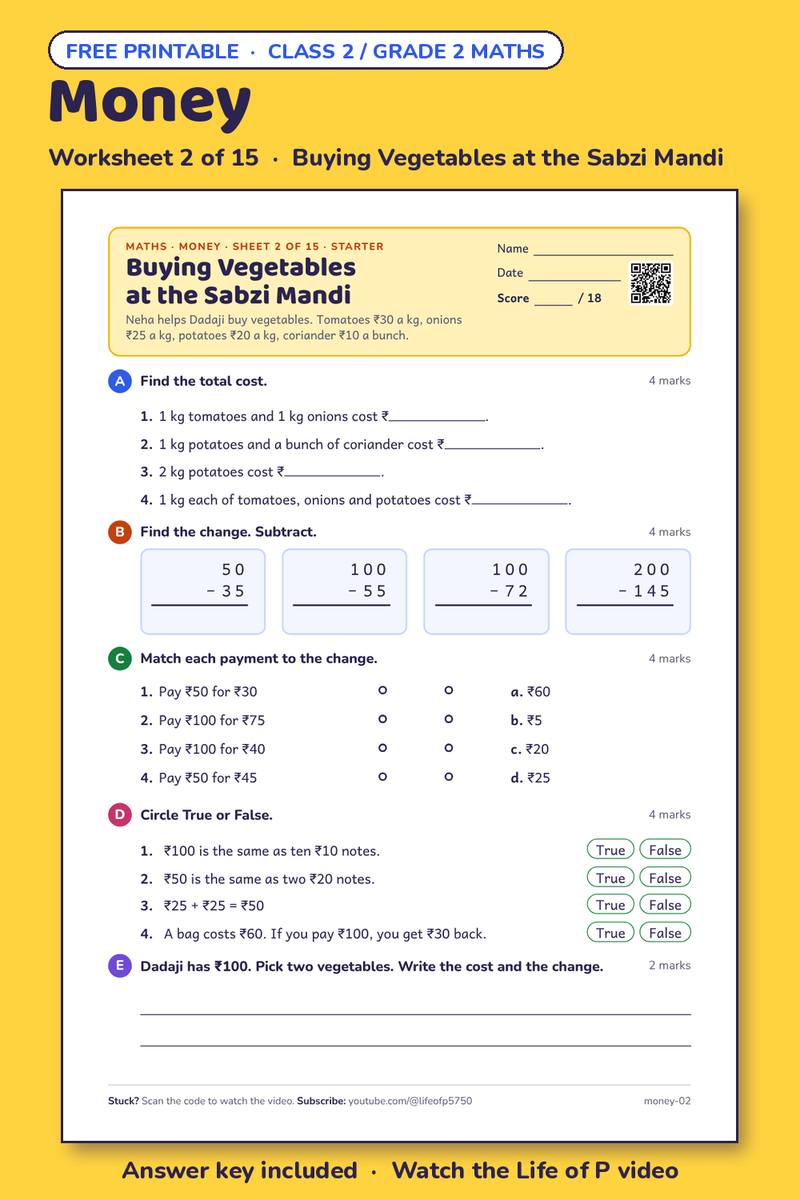 FREE PRINTABLE · CLASS 2 / GRADE 2 MATHS
Money
Worksheet 2 of 15 · Buying Vegetables at the Sabzi Mandi
MATHS · MONEY · SHEET 2 OF 15 · STARTER
Buying Vegetables
at the Sabzi Mandi
Neha helps Dadaji buy vegetables. Tomatoes ₹30 a kg, onions
₹25 a kg, potatoes ₹20 a kg, coriander ₹10 a bunch.
Name ____________
Date ____________
Score ______ / 18
A Find the total cost. 4 marks
1. 1 kg tomatoes and 1 kg onions cost ₹____________.
2. 1 kg potatoes and a bunch of coriander cost ₹____________.
3. 2 kg potatoes cost ₹____________.
4. 1 kg each of tomatoes, onions and potatoes cost ₹____________.
B Find the change. Subtract. 4 marks
50 100 100 200
− 35 − 55 − 72 − 145
C Match each payment to the change. 4 marks
1. Pay ₹50 for ₹30 a. ₹60
2. Pay ₹100 for ₹75 b. ₹5
3. Pay ₹100 for ₹40 c. ₹20
4. Pay ₹50 for ₹45 d. ₹25
D Circle True or False. 4 marks
1. ₹100 is the same as ten ₹10 notes. True False
2. ₹50 is the same as two ₹20 notes. True False
3. ₹25 + ₹25 = ₹50 True False
4. A bag costs ₹60. If you pay ₹100, you get ₹30 back. True False
E Dadaji has ₹100. Pick two vegetables. Write the cost and the change. 2 marks
Stuck? Scan the code to watch the video. Subscribe: youtube.com/@lifeofp5750 money-02
Answer key included · Watch the Life of P video